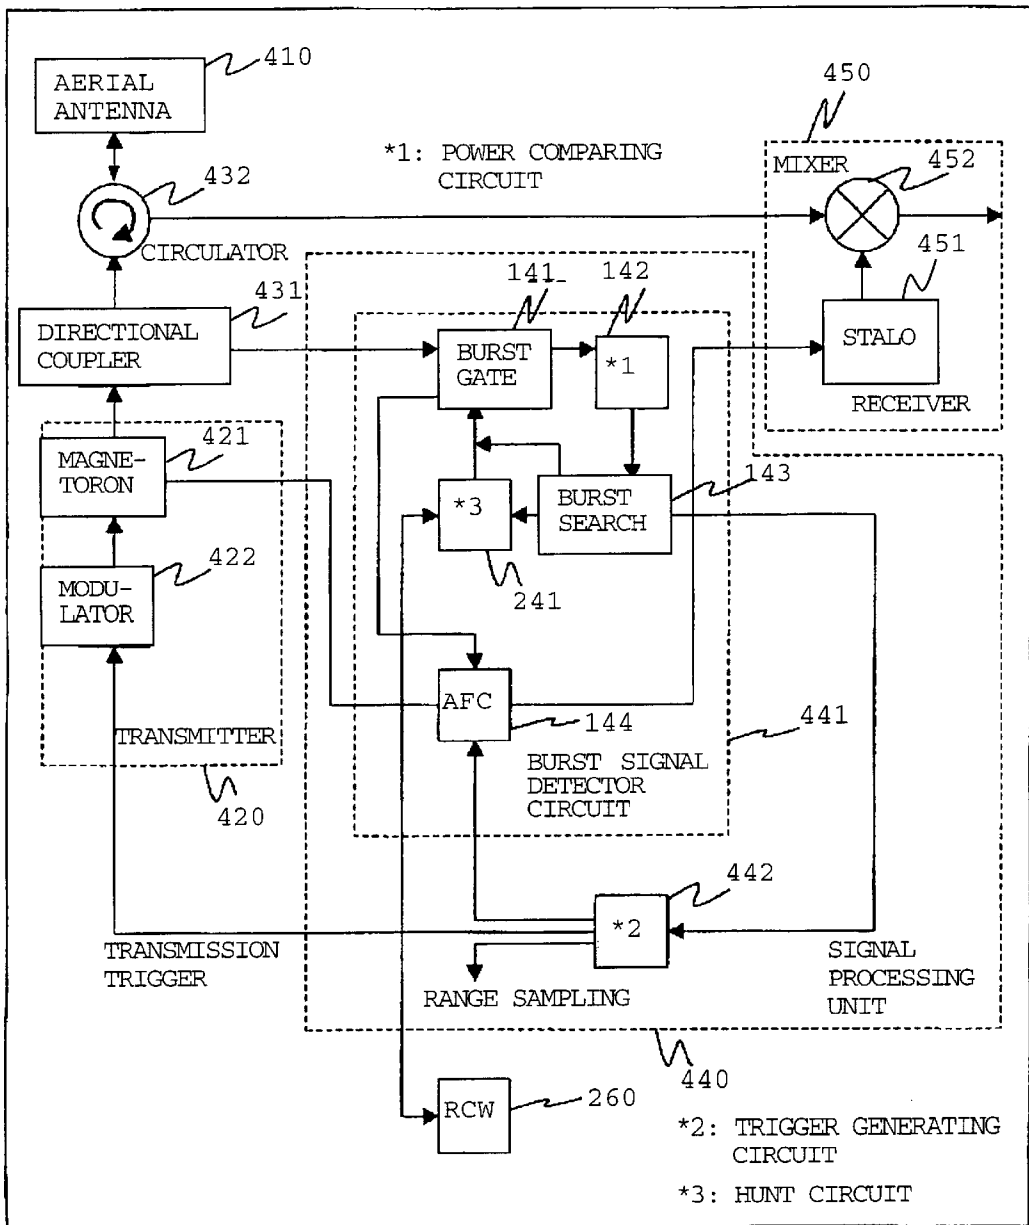 410
AERIAL
ANTENNA
450
*1: POWER COMPARING
CIRCUIT
432
MIXER
452
CIRCULATOR
431
141
142
451
DIRECTIONAL
COUPLER
BURST
GATE
*1
STALO
RECEIVER
421
MAGNE-
TORON
*3
BURST
SEARCH
143
422
MODU-
LATOR
241
AFC
144
441
TRANSMITTER
BURST SIGNAL
DETECTOR
CIRCUIT
420
442
*2
TRANSMISSION
TRIGGER
SIGNAL
PROCESSING
UNIT
RANGE SAMPLING
440
RCW
260
*2: TRIGGER GENERATING
CIRCUIT
*3: HUNT CIRCUIT